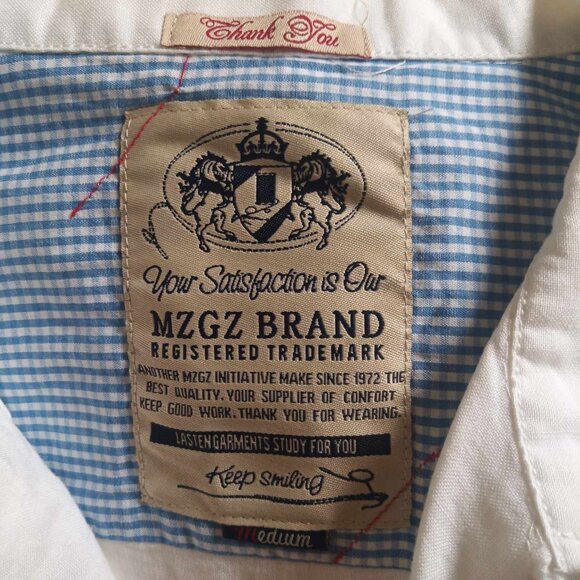 Thank You
Your Satisfaction is Our
MZGZ BRAND
REGISTERED TRADEMARK
ANOTHER MZGZ INITIATIVE MAKE SINCE 1972 THE
BEST QUALITY. YOUR SUPPLIER OF COMFORT
KEEP GOOD WORK. THANK YOU FOR WEARING.
LASTEN GARMENTS STUDY FOR YOU
Keep smiling
Medium